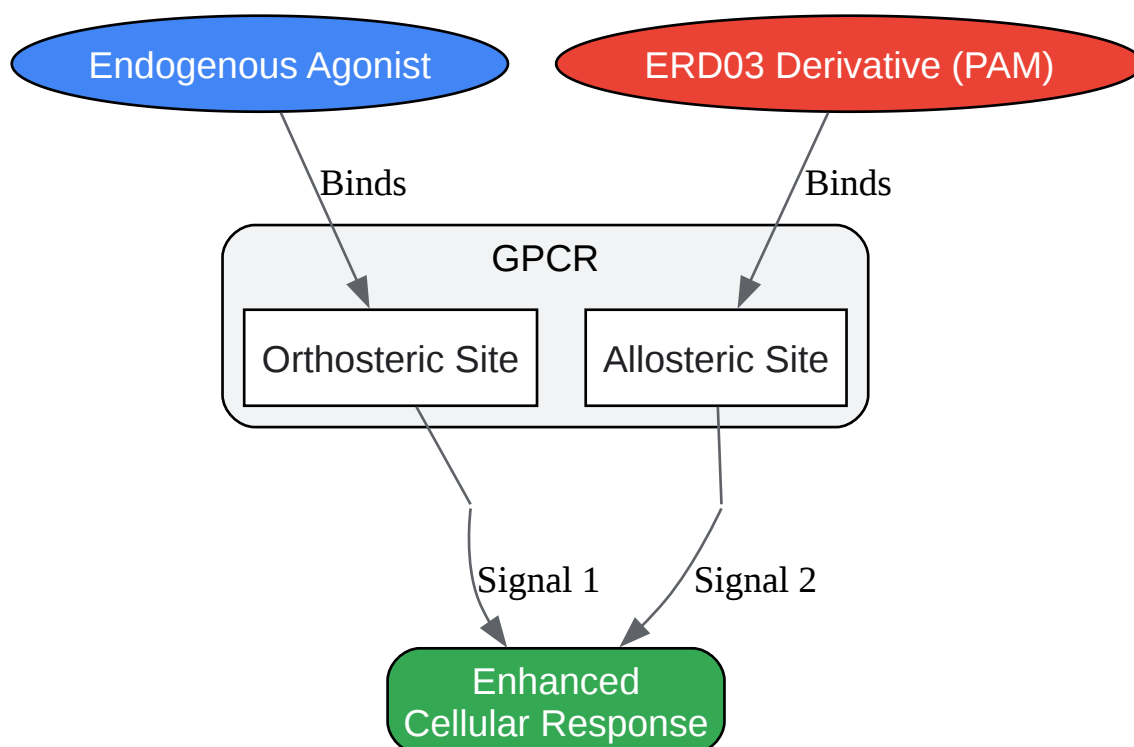 Endogenous Agonist
ERD03 Derivative (PAM)
Binds
Binds
GPCR
Orthosteric Site
Allosteric Site
Signal 1
Signal 2
Enhanced
Cellular Response